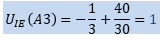 U_IE(A3) = −1/3 + 40/30 = 1